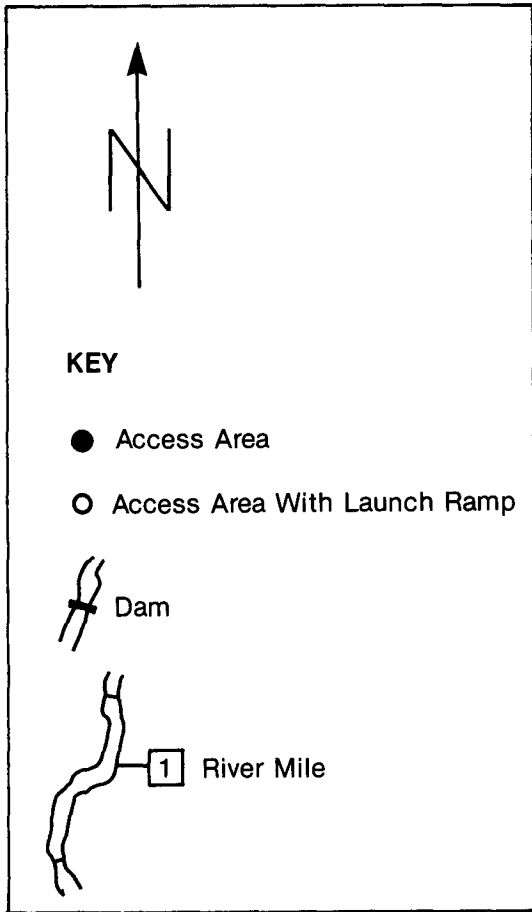 N
KEY
Access Area
Access Area With Launch Ramp
Dam
1 River Mile